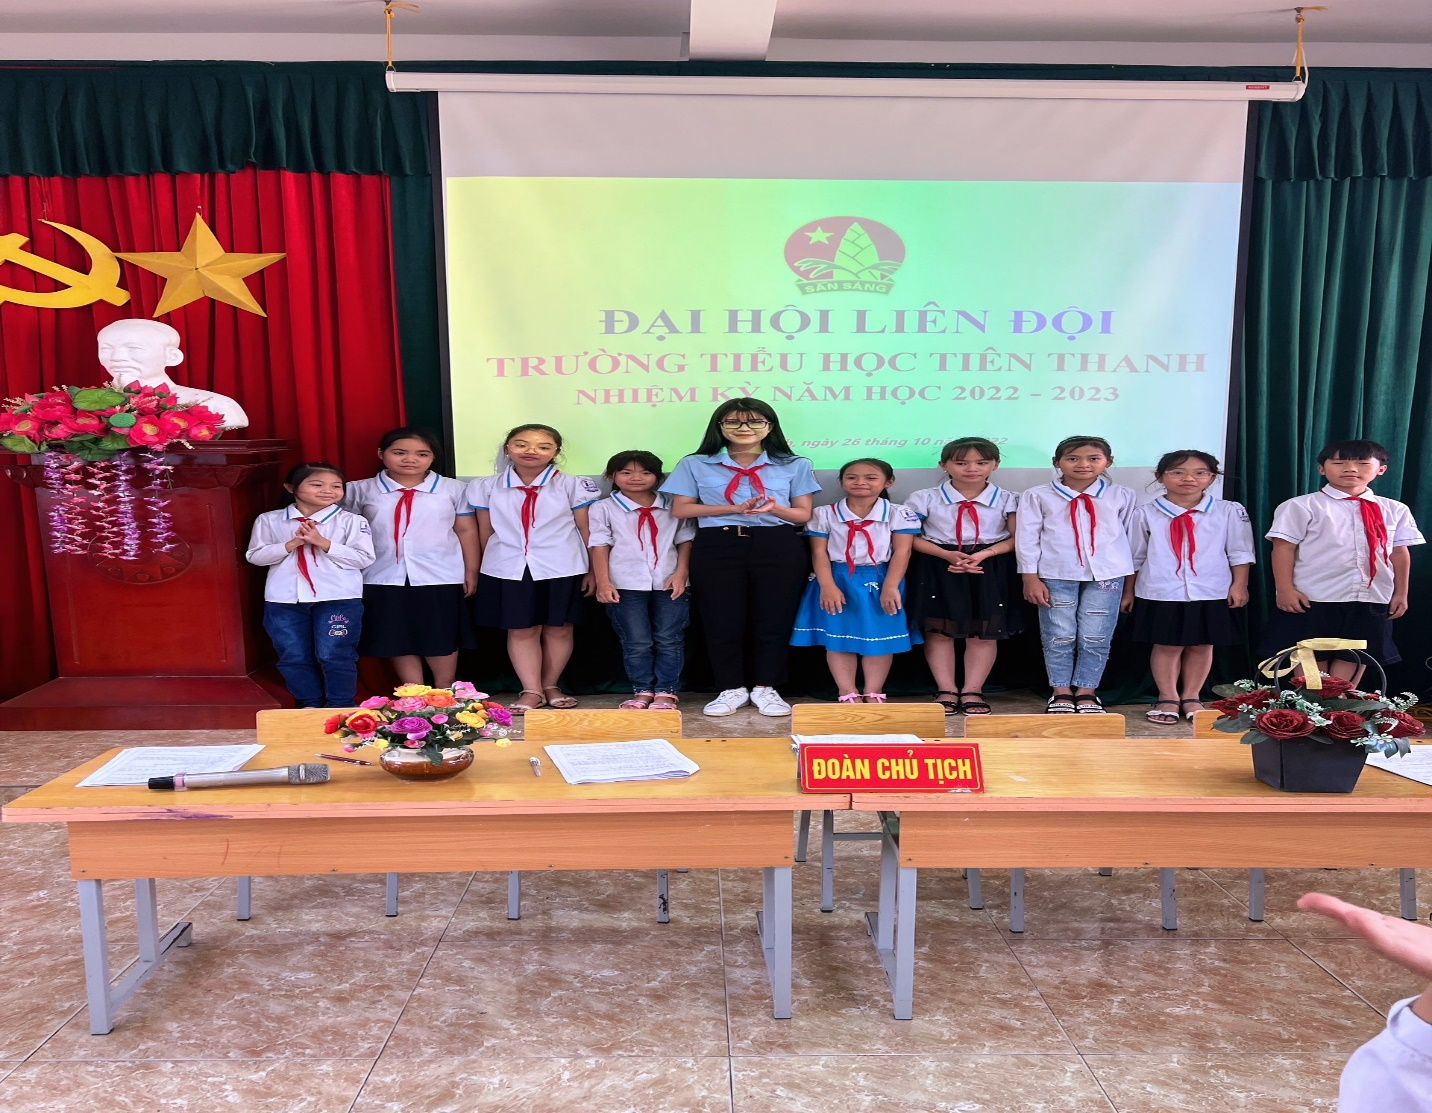 SẴN SÀNG
ĐẠI HỘI LIÊN ĐỘI
TRƯỜNG TIỂU HỌC TIÊN THANH
NHIỆM KỲ NĂM HỌC 2022 - 2023
ngày 26 tháng 10
ĐOÀN CHỦ TỊCH